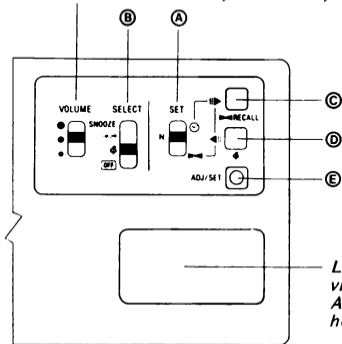 Ⓑ Ⓐ
VOLUME SELECT SET
SNOOZE
N
OFF
Ⓒ
RECALL
Ⓓ
ADJ/SET Ⓔ
L
vi
A
h